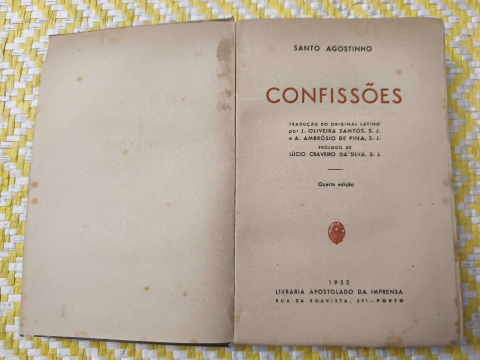 SANTO AGOSTINHO
CONFISSÕES
TRADUÇÃO DO ORIGINAL LATINO
por J. OLIVEIRA SANTOS, S. J.
e A. AMBRÓSIO DE PINA, S. J.
PRÓLOGO DE
LÚCIO CRAVEIRO DA SILVA, S. J.
Quarta edição
1952
LIVRARIA APOSTOLADO DA IMPRENSA
RUA DA BOAVISTA, 591 — PORTO